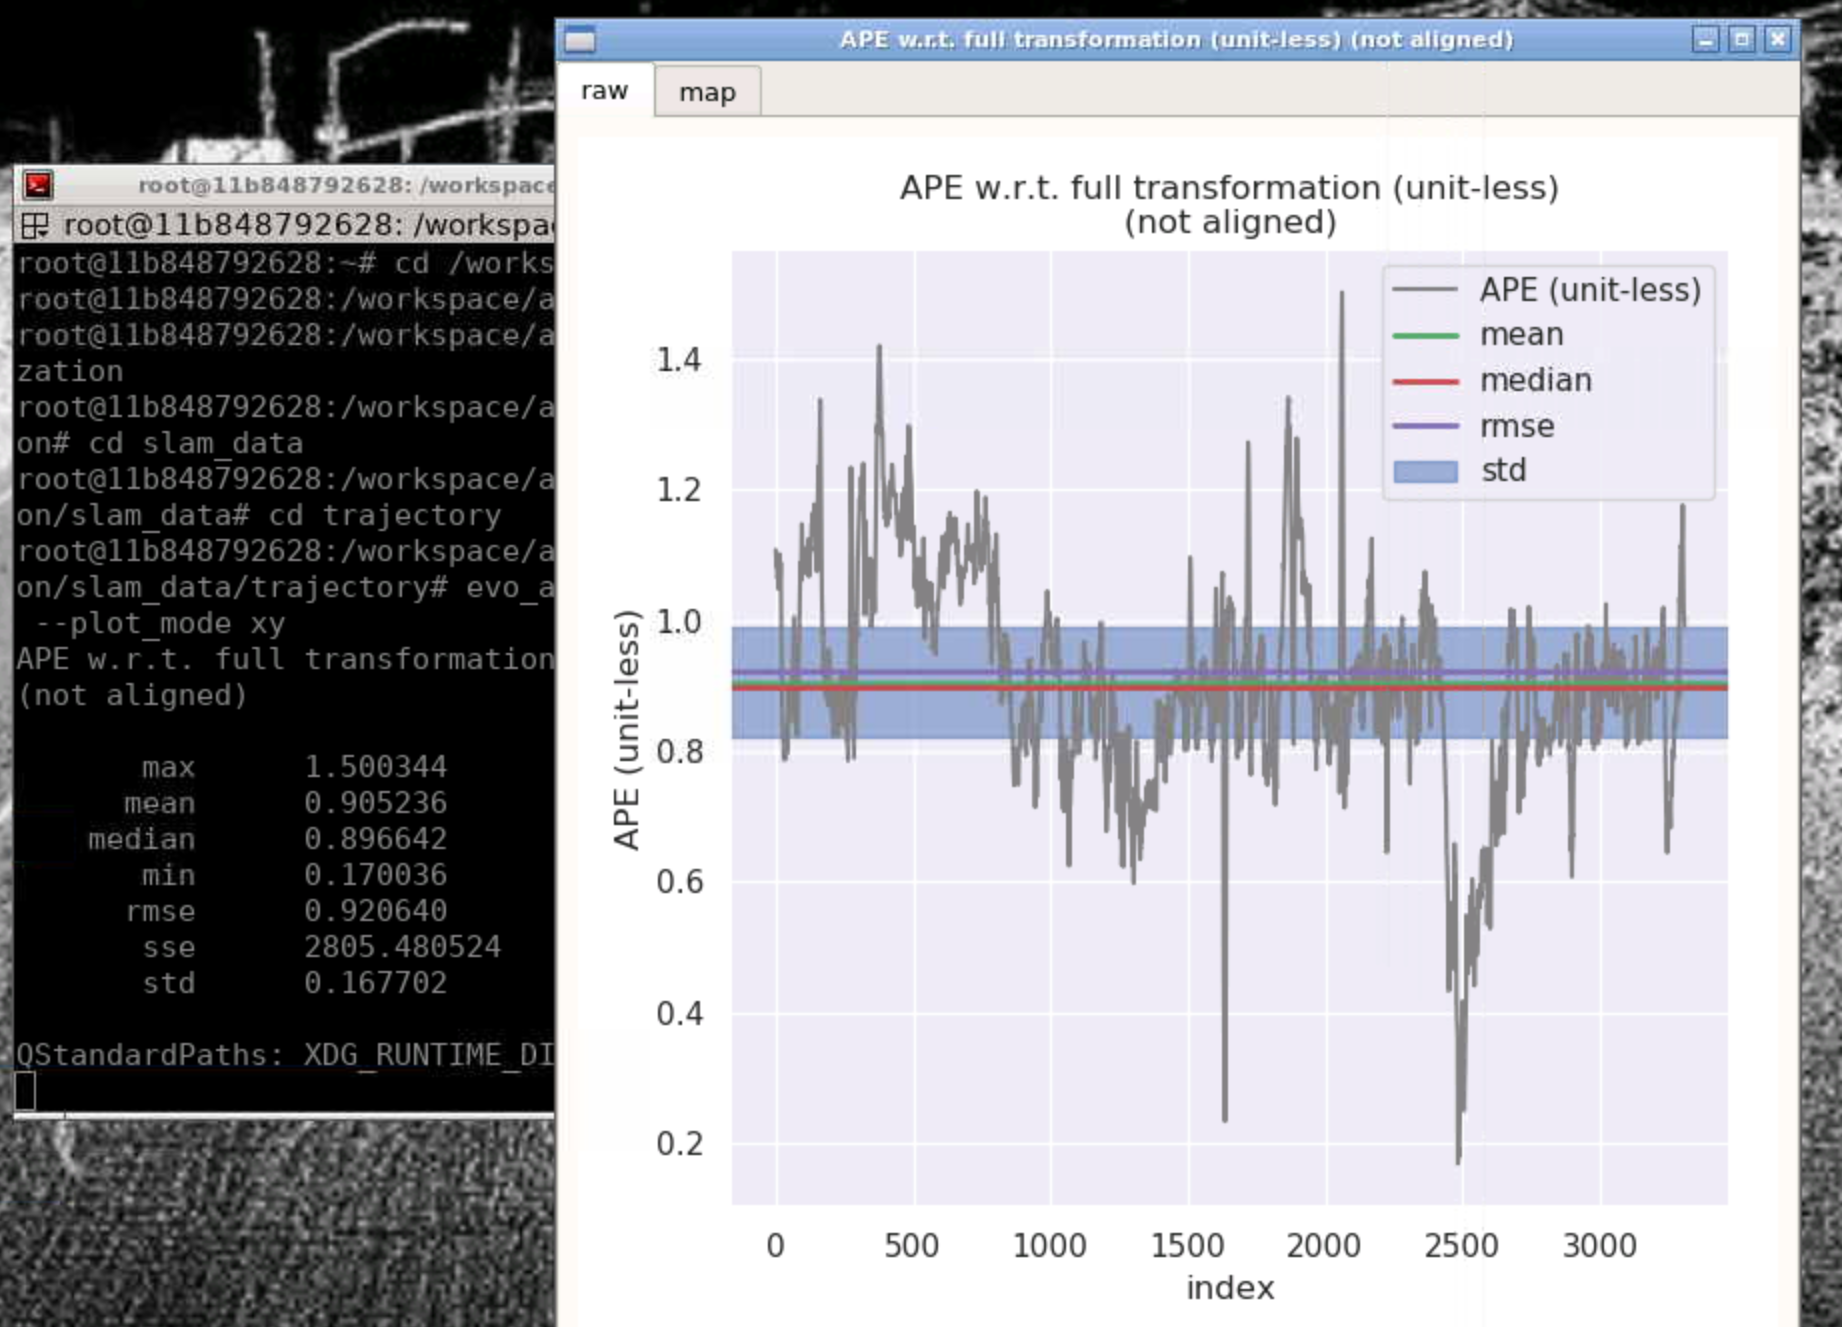 APE w.r.t. full transformation (unit-less) (not aligned)
raw
map
root@11b848792628: /workspace
root@11b848792628: /workspa
root@11b848792628:~# cd /works
root@11b848792628:/workspace/a
root@11b848792628:/workspace/a
zation
root@11b848792628:/workspace/a
on# cd slam_data
root@11b848792628:/workspace/a
on/slam_data# cd trajectory
root@11b848792628:/workspace/a
on/slam_data/trajectory# evo_a
--plot_mode xy
APE w.r.t. full transformation
(not aligned)
max 1.500344
mean 0.905236
median 0.896642
min 0.170036
rmse 0.920640
sse 2805.480524
std 0.167702
QStandardPaths: XDG_RUNTIME_DI
APE w.r.t. full transformation (unit-less)
(not aligned)
APE (unit-less)
mean
median
rmse
std
APE (unit-less)
1.4
1.2
1.0
0.8
0.6
0.4
0.2
0 500 1000 1500 2000 2500 3000
index